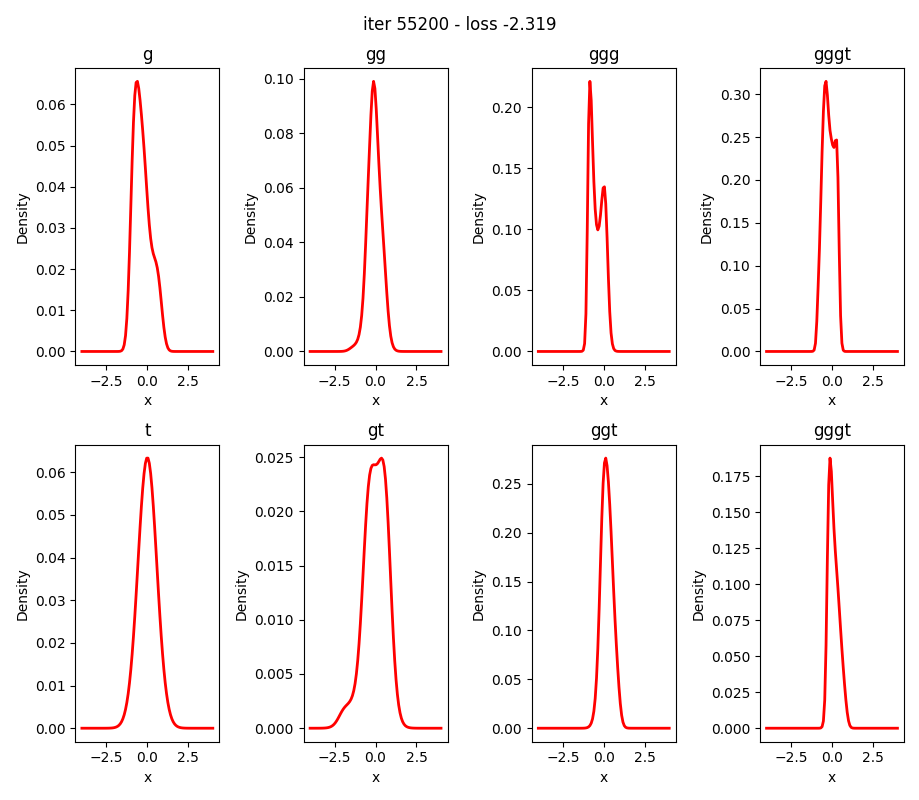 iter 55200 - loss -2.319
g
gg
ggg
gggt
0.06
0.05
0.04
0.03
0.02
0.01
0.00
Density
−2.5 0.0 2.5
x
0.10
0.08
0.06
0.04
0.02
0.00
Density
−2.5 0.0 2.5
x
0.20
0.15
0.10
0.05
0.00
Density
−2.5 0.0 2.5
x
0.30
0.25
0.20
0.15
0.10
0.05
0.00
Density
−2.5 0.0 2.5
x
t
gt
ggt
gggt
0.06
0.05
0.04
0.03
0.02
0.01
0.00
Density
−2.5 0.0 2.5
x
0.025
0.020
0.015
0.010
0.005
0.000
Density
−2.5 0.0 2.5
x
0.25
0.20
0.15
0.10
0.05
0.00
Density
−2.5 0.0 2.5
x
0.175
0.150
0.125
0.100
0.075
0.050
0.025
0.000
Density
−2.5 0.0 2.5
x